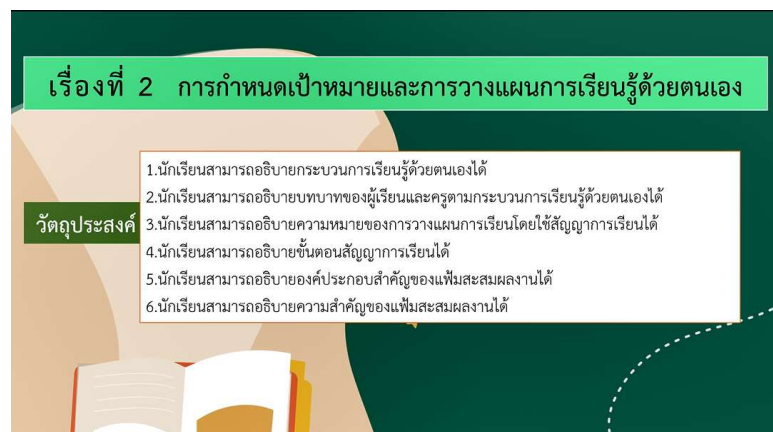 เรื่องที่ 2 การกำหนดเป้าหมายและการวางแผนการเรียนรู้ด้วยตนเอง
วัตถุประสงค์
1.นักเรียนสามารถอธิบายกระบวนการเรียนรู้ด้วยตนเองได้
2.นักเรียนสามารถอธิบายบทบาทของผู้เรียนและครูตามกระบวนการเรียนรู้ด้วยตนเองได้
3.นักเรียนสามารถอธิบายความหมายของการวางแผนการเรียนโดยใช้สัญญาการเรียนได้
4.นักเรียนสามารถอธิบายขั้นตอนสัญญาการเรียนได้
5.นักเรียนสามารถอธิบายองค์ประกอบสำคัญของแฟ้มสะสมผลงานได้
6.นักเรียนสามารถอธิบายความสำคัญของแฟ้มสะสมผลงานได้